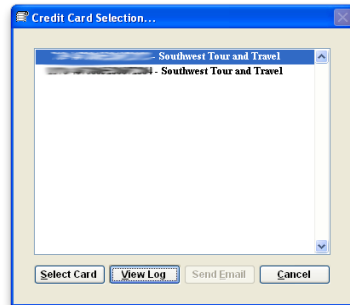 Credit Card Selection...
- Southwest Tour and Travel
- Southwest Tour and Travel
Select Card View Log Send Email Cancel